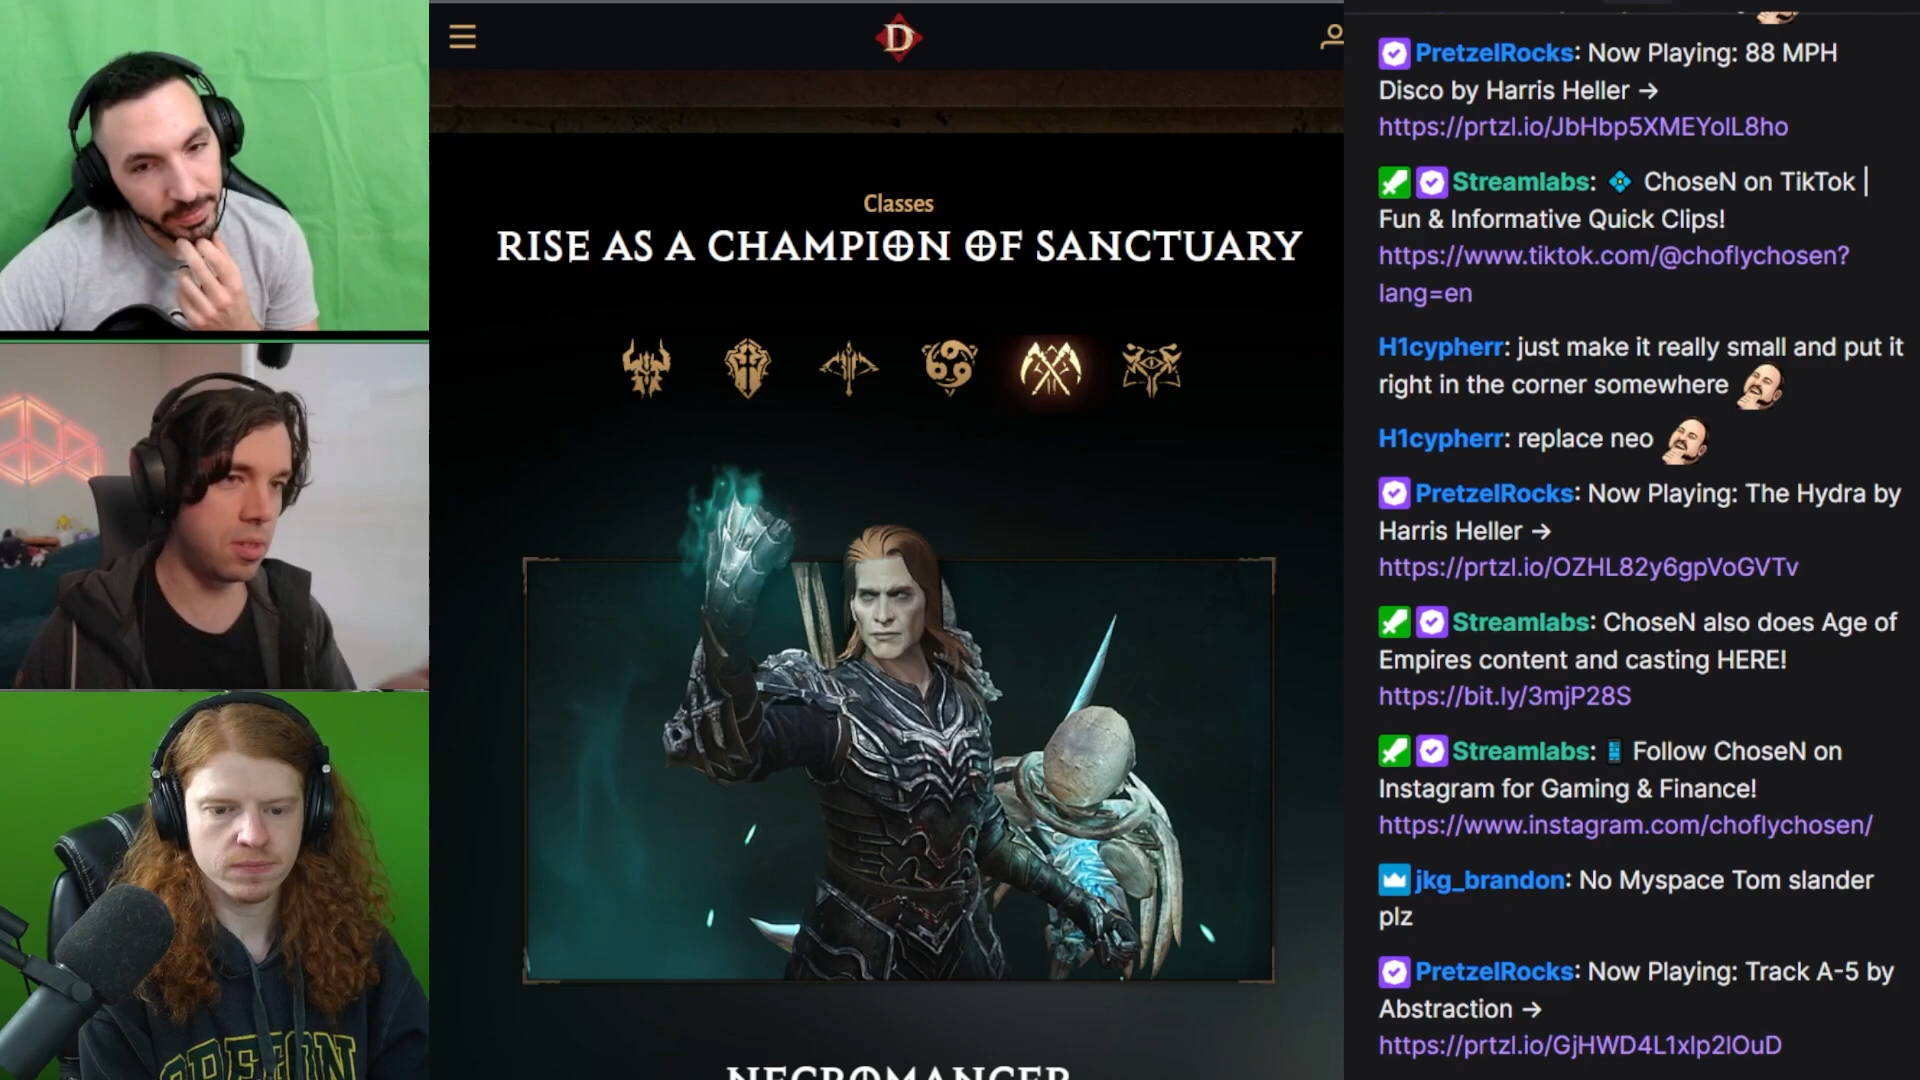 D
Classes
RISE AS A CHAMPION OF SANCTUARY
NECROMANCER
OREGON
PretzelRocks: Now Playing: 88 MPH
Disco by Harris Heller →
https://prtzl.io/JbHbp5XMEYolL8ho
Streamlabs: ChoseN on TikTok |
Fun & Informative Quick Clips!
https://www.tiktok.com/@choflychosen?
lang=en
H1cypherr: just make it really small and put it
right in the corner somewhere
H1cypherr: replace neo
PretzelRocks: Now Playing: The Hydra by
Harris Heller →
https://prtzl.io/OZHL82y6gpVoGVTv
Streamlabs: ChoseN also does Age of
Empires content and casting HERE!
https://bit.ly/3mjP28S
Streamlabs: Follow ChoseN on
Instagram for Gaming & Finance!
https://www.instagram.com/choflychosen/
jkg_brandon: No Myspace Tom slander
plz
PretzelRocks: Now Playing: Track A-5 by
Abstraction →
https://prtzl.io/GjHWD4L1xlp2lOuD